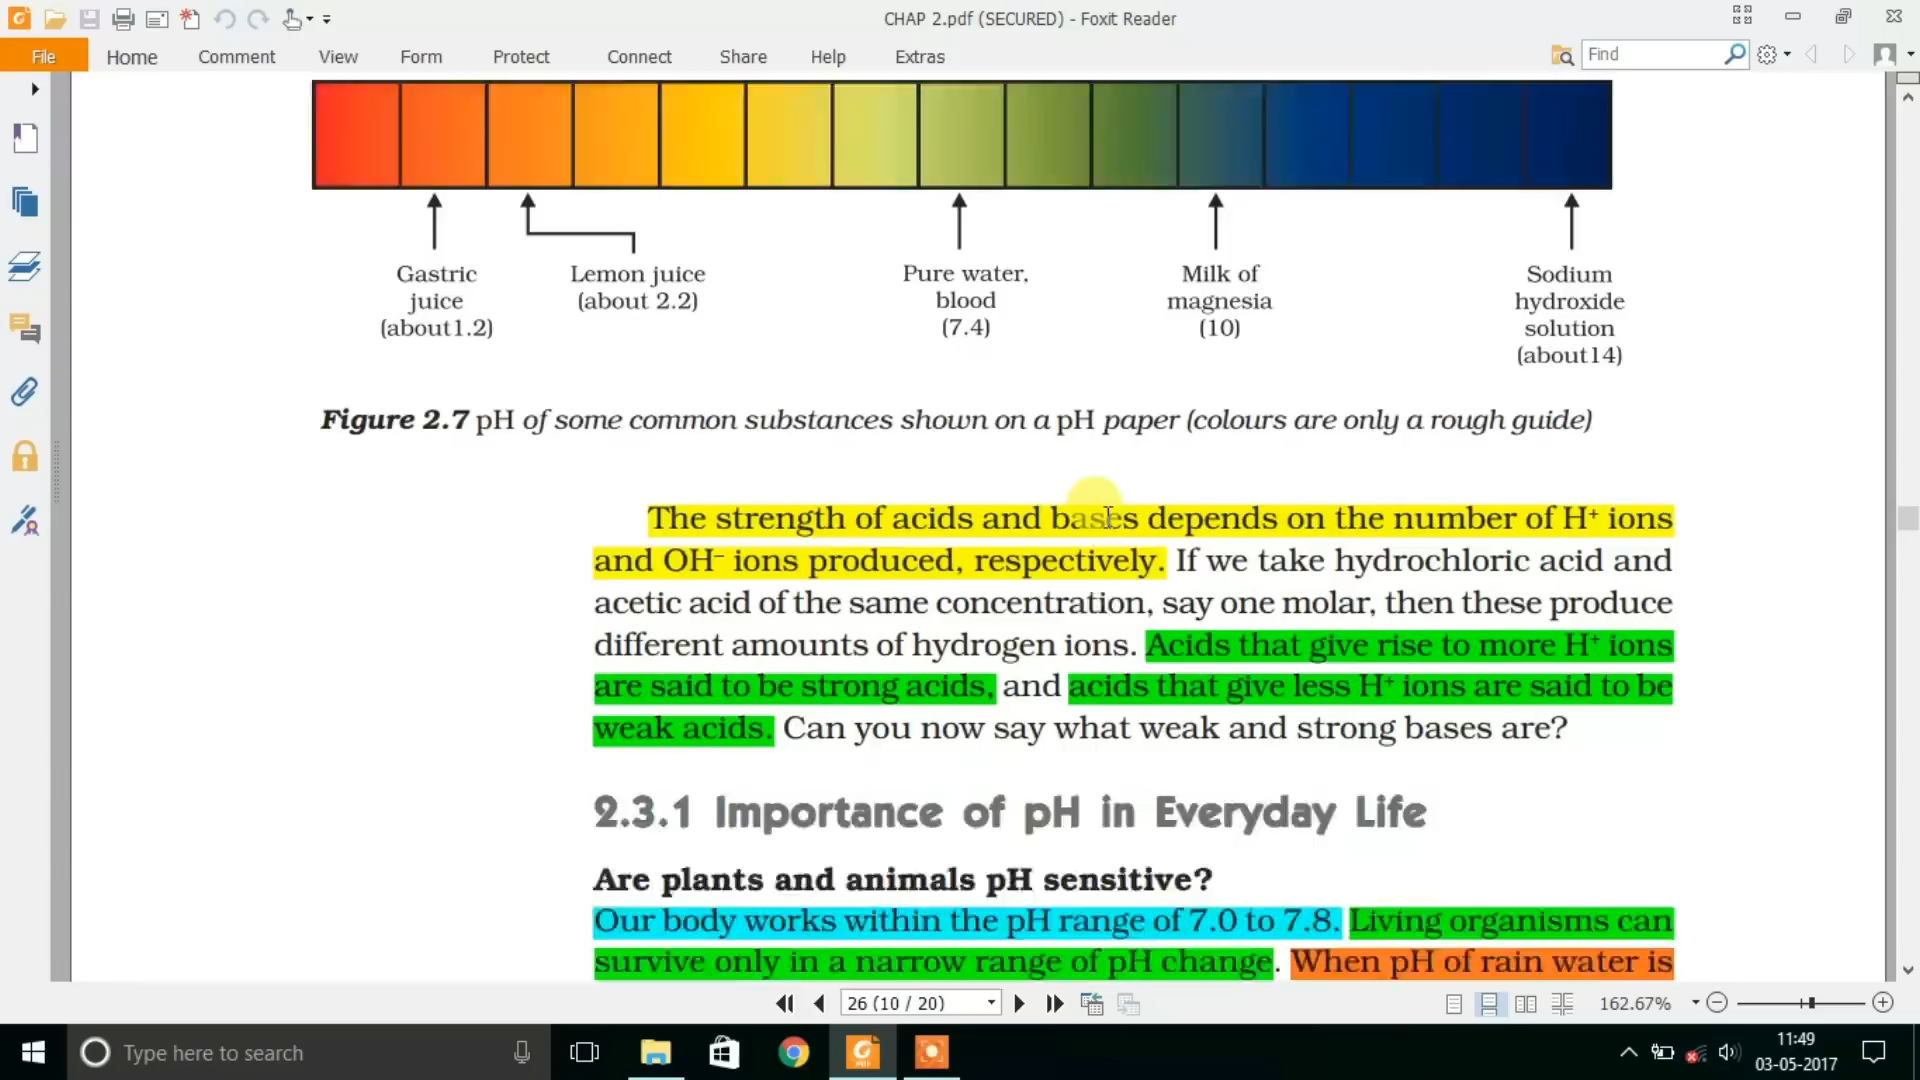 CHAP 2.pdf (SECURED) - Foxit Reader
File Home Comment View Form Protect Connect Share Help Extras Find
Gastric juice (about1.2)
Lemon juice (about 2.2)
Pure water, blood (7.4)
Milk of magnesia (10)
Sodium hydroxide solution (about14)
Figure 2.7 pH of some common substances shown on a pH paper (colours are only a rough guide)
The strength of acids and bases depends on the number of H⁺ ions
and OH⁻ ions produced, respectively. If we take hydrochloric acid and
acetic acid of the same concentration, say one molar, then these produce
different amounts of hydrogen ions. Acids that give rise to more H⁺ ions
are said to be strong acids, and acids that give less H⁺ ions are said to be
weak acids. Can you now say what weak and strong bases are?
2.3.1 Importance of pH in Everyday Life
Are plants and animals pH sensitive?
Our body works within the pH range of 7.0 to 7.8. Living organisms can
survive only in a narrow range of pH change. When pH of rain water is
26 (10 / 20) 162.67%
Type here to search
11:49
03-05-2017